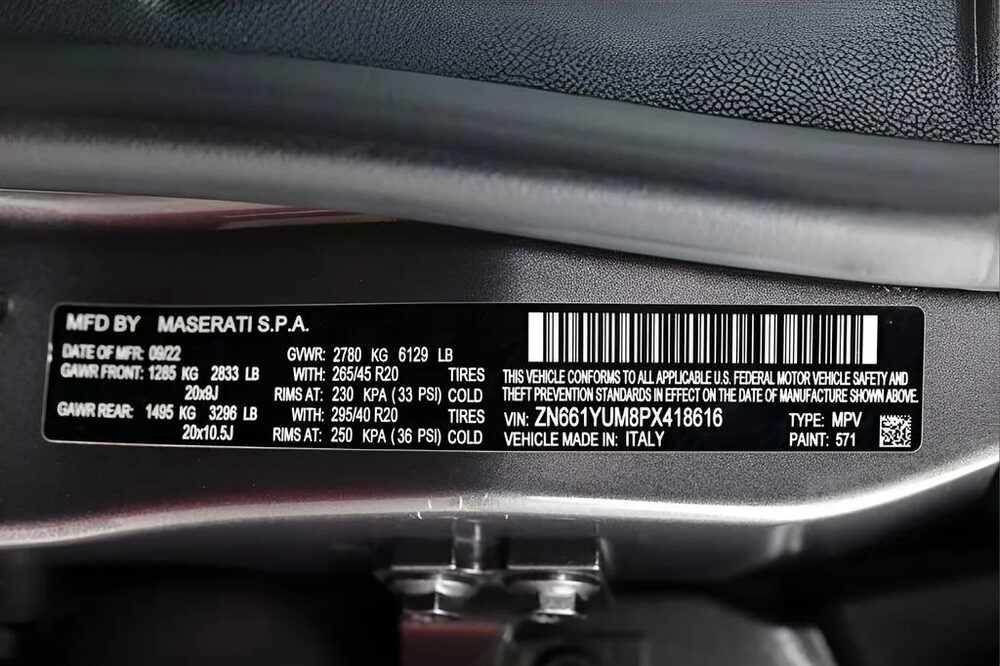 MFD BY MASERATI S.P.A.
DATE OF MFR: 09/22 GVWR: 2780 KG 6129 LB
GAWR FRONT: 1285 KG 2833 LB WITH: 265/45 R20 TIRES
20x9J RIMS AT: 230 KPA (33 PSI) COLD
GAWR REAR: 1495 KG 3296 LB WITH: 295/40 R20 TIRES
20x10.5J RIMS AT: 250 KPA (36 PSI) COLD
THIS VEHICLE CONFORMS TO ALL APPLICABLE U.S. FEDERAL MOTOR VEHICLE SAFETY AND
THEFT PREVENTION STANDARDS IN EFFECT ON THE DATE OF MANUFACTURE SHOWN ABOVE.
VIN: ZN661YUM8PX418616 TYPE: MPV
VEHICLE MADE IN: ITALY PAINT: 571